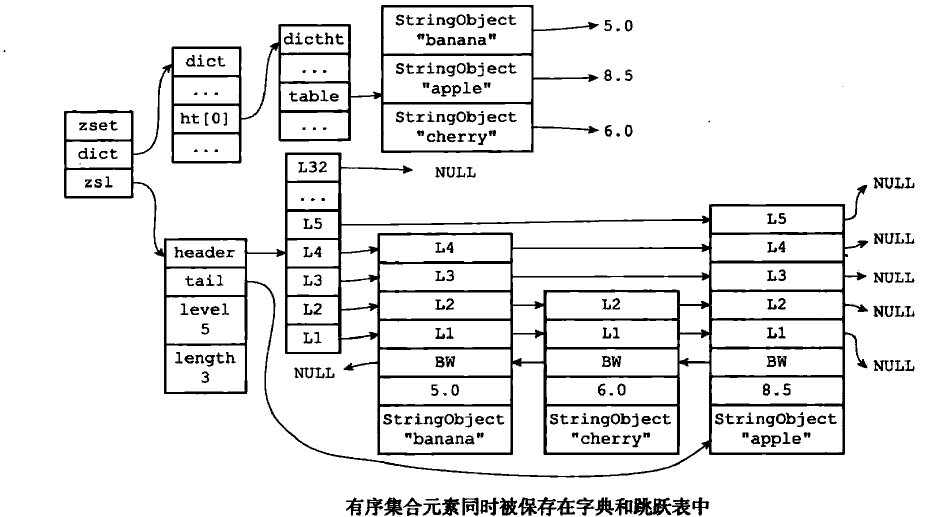 zset
dict
zsl
dict
...
ht[0]
...
dictht
...
table
...
StringObject
"banana"
StringObject
"apple"
StringObject
"cherry"
5.0
8.5
6.0
header
tail
level
5
length
3
L32
...
L5
L4
L3
L2
L1
NULL
NULL
L4
L3
L2
L1
BW
5.0
StringObject
"banana"
L2
L1
BW
6.0
StringObject
"cherry"
L5
L4
L3
L2
L1
BW
8.5
StringObject
"apple"
NULL
NULL
NULL
NULL
NULL
有序集合元素同时被保存在字典和跳跃表中